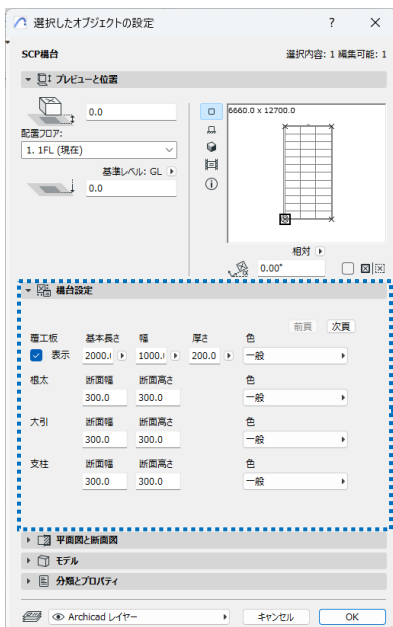 選択したオブジェクトの設定 ? ×
SCP構台 選択内容: 1 編集可能: 1
プレビューと位置
0.0
配置フロア:
1. 1FL (現在)
基準レベル: GL
0.0
6660.0 x 12700.0
相対
0.00°
構台設定
前頁 次頁
覆工板 基本長さ 幅 厚さ 色
表示 2000.( 1000.( 200.0 一般
根太 断面幅 断面高さ 色
300.0 300.0 一般
大引 断面幅 断面高さ 色
300.0 300.0 一般
支柱 断面幅 断面高さ 色
300.0 300.0 一般
平面図と断面図
モデル
分類とプロパティ
Archicad レイヤー キャンセル OK